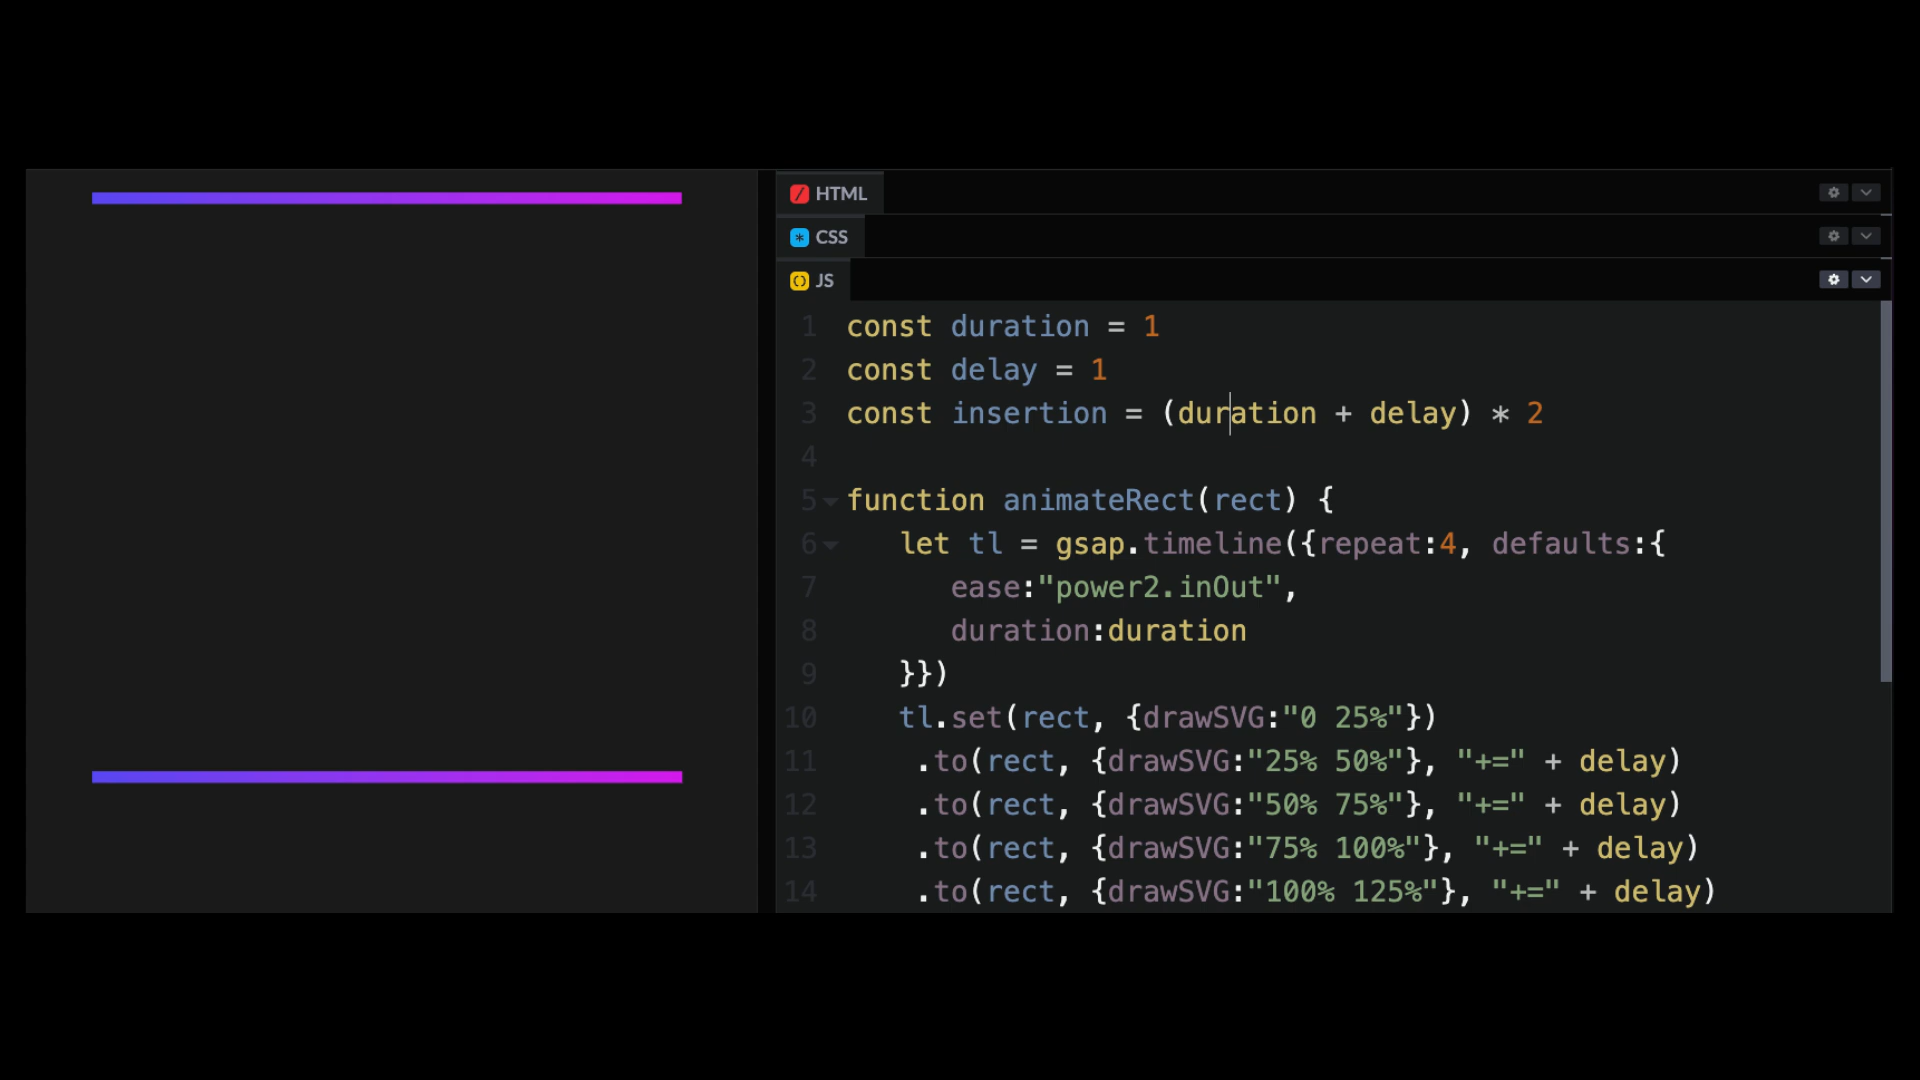 HTML
CSS
JS
1 const duration = 1
2 const delay = 1
3 const insertion = (duration + delay) * 2
4
5 function animateRect(rect) {
6 let tl = gsap.timeline({repeat:4, defaults:{
7 ease:"power2.inOut",
8 duration:duration
9 }})
10 tl.set(rect, {drawSVG:"0 25%"})
11 .to(rect, {drawSVG:"25% 50%"}, "+=" + delay)
12 .to(rect, {drawSVG:"50% 75%"}, "+=" + delay)
13 .to(rect, {drawSVG:"75% 100%"}, "+=" + delay)
14 .to(rect, {drawSVG:"100% 125%"}, "+=" + delay)